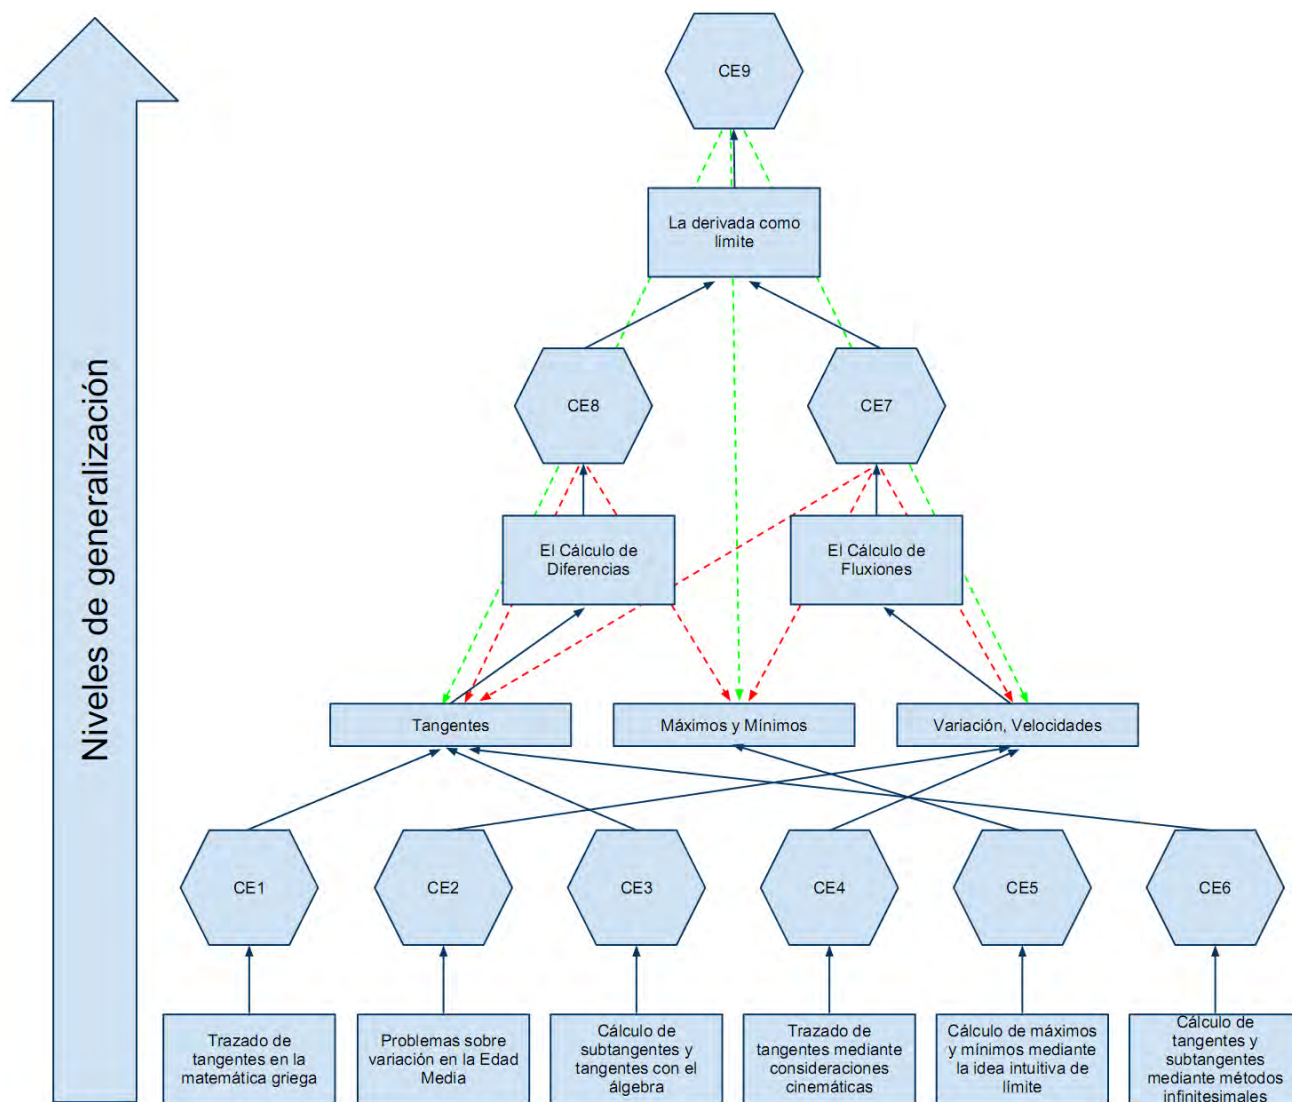 CE9
La derivada como
límite
CE8
CE7
El Cálculo de
Diferencias
El Cálculo de
Fluxiones
Tangentes
Máximos y Mínimos
Variación, Velocidades
CE1
CE2
CE3
CE4
CE5
CE6
Trazado de
tangentes en la
matemática griega
Problemas sobre
variación en la Edad
Media
Cálculo de
subtangentes y
tangentes con el
álgebra
Trazado de
tangentes mediante
consideraciones
cinemáticas
Cálculo de máximos
y mínimos mediante
la idea intuitiva de
límite
Cálculo de
tangentes y
subtangentes
mediante métodos
infinitesimales
Niveles de generalización